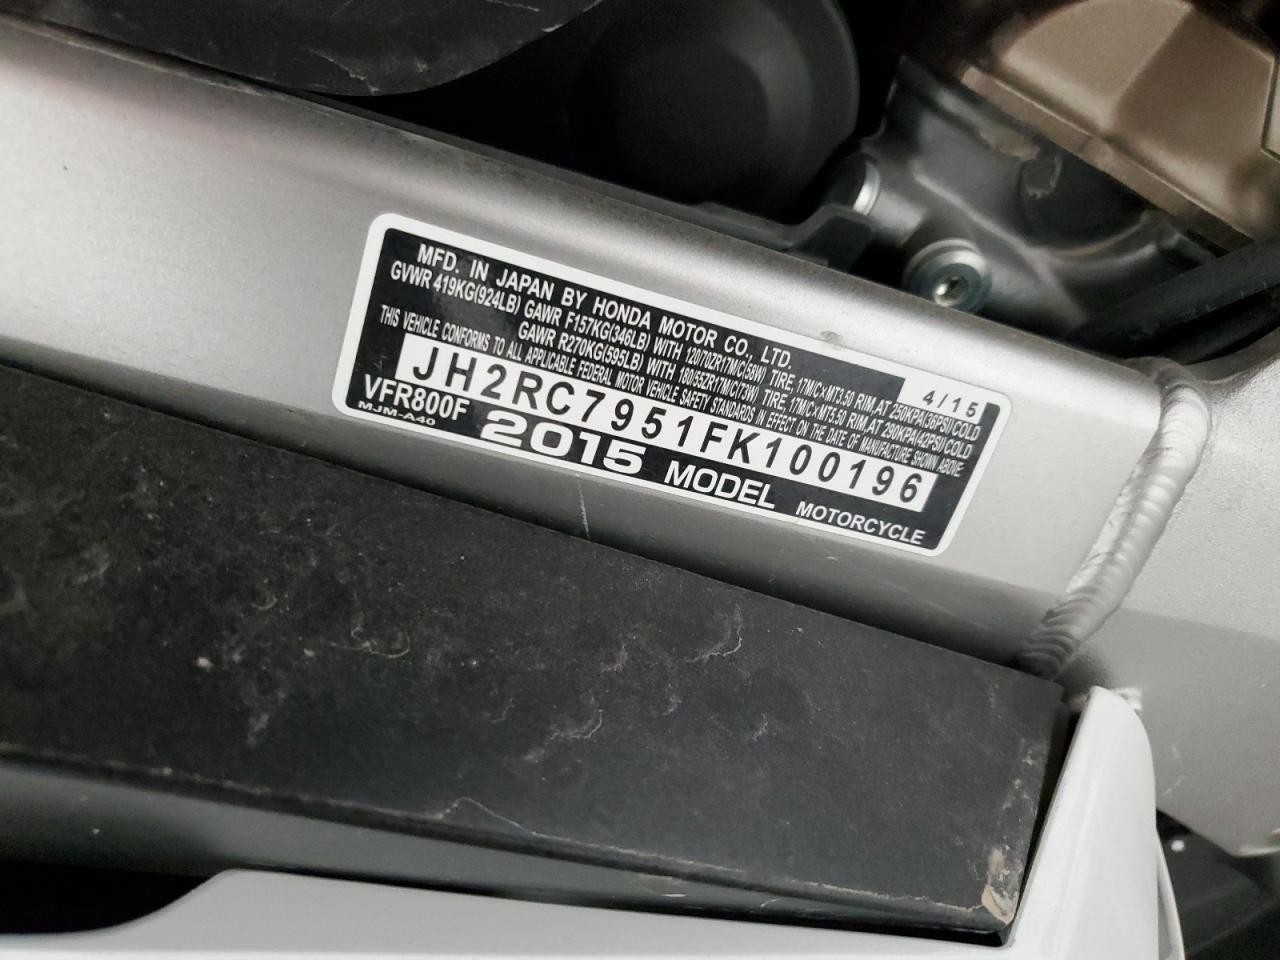 MFD. IN JAPAN BY HONDA MOTOR CO., LTD. 4/15
GVWR 419KG(924LB) GAWR F157KG(346LB) WITH 120/70ZR17M/C(58W) TIRE, 17M/C×MT3.50 RIM, AT 250KPA(36PSI) COLD
GAWR R270KG(595LB) WITH 180/55ZR17M/C(73W) TIRE, 17M/C×MT5.50 RIM, AT 290KPA(42PSI) COLD
THIS VEHICLE CONFORMS TO ALL APPLICABLE FEDERAL MOTOR VEHICLE SAFETY STANDARDS IN EFFECT ON THE DATE OF MANUFACTURE SHOWN ABOVE.
JH2RC7951FK100196
VFR800F 2015 MODEL MOTORCYCLE
MJM-A40